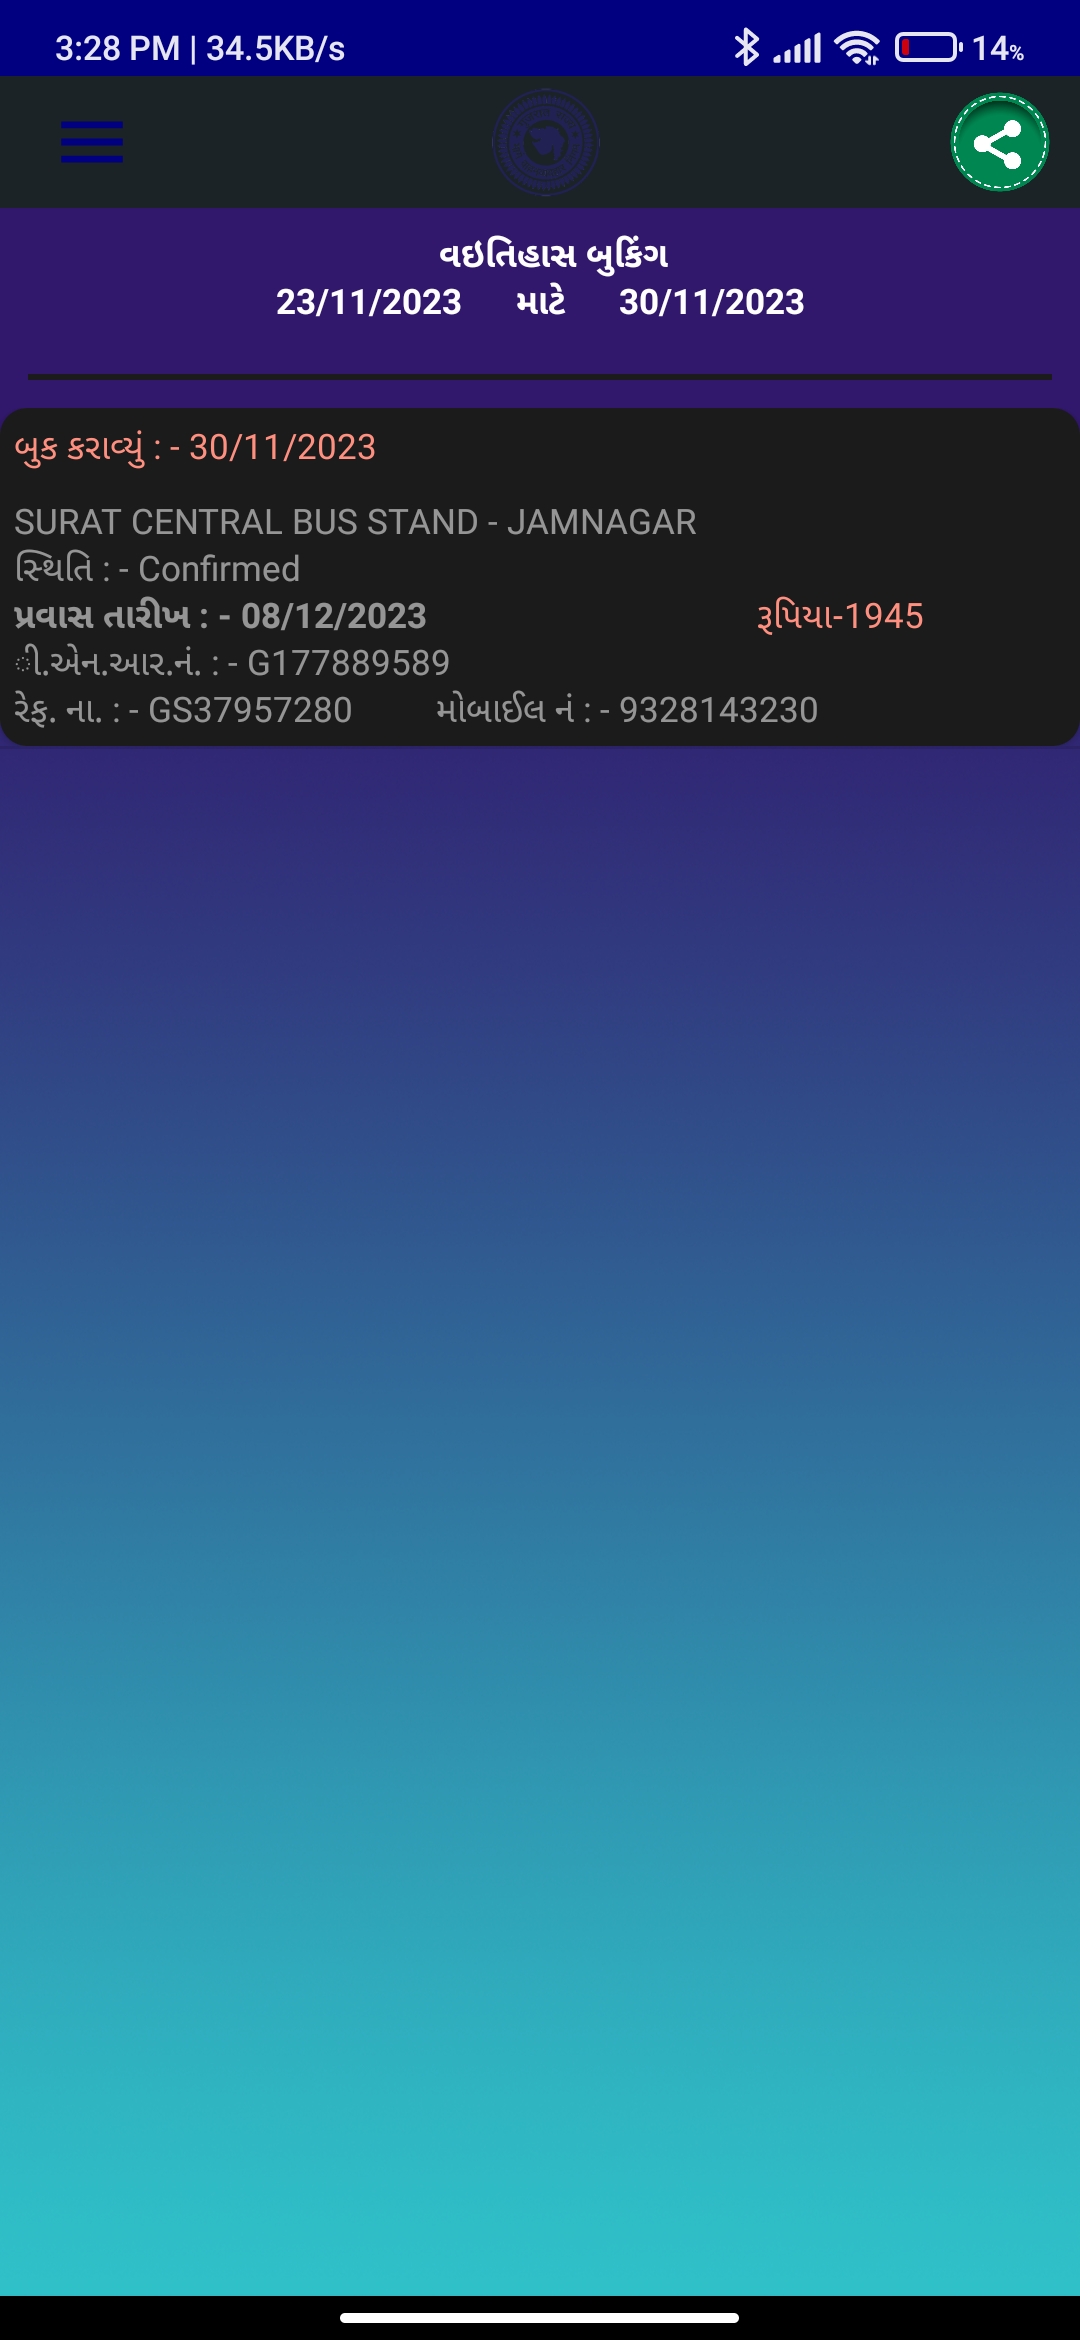 3:28 PM | 34.5KB/s 14%
વઇતિહાસ બુકિંગ
23/11/2023 માટે 30/11/2023
બુક કરાવ્યું : - 30/11/2023
SURAT CENTRAL BUS STAND - JAMNAGAR
સ્થિતિ : - Confirmed
પ્રવાસ તારીખ : - 08/12/2023 રૂપિયા-1945
ી.એન.આર.નં. : - G177889589
રેફ. ના. : - GS37957280 મોબાઈલ નં : - 9328143230